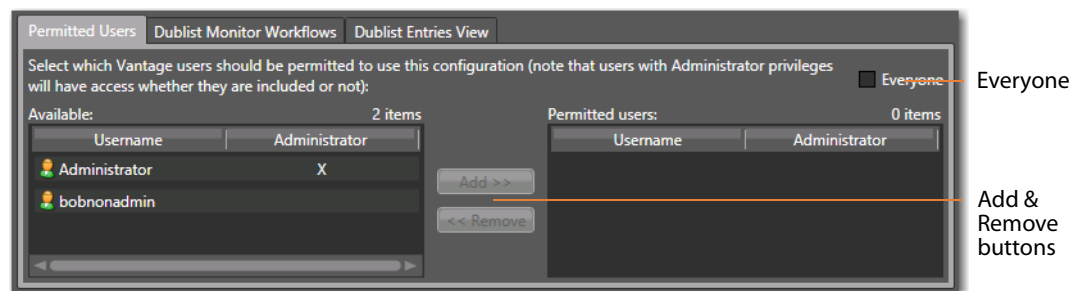 Permitted Users Dublist Monitor Workflows Dublist Entries View
Select which Vantage users should be permitted to use this configuration (note that users with Administrator privileges
will have access whether they are included or not):
Everyone
Everyone
Available: 2 items
Permitted users: 0 items
Username Administrator
Username Administrator
Administrator X
bobnonadmin
Add >>
<< Remove
Add &
Remove
buttons